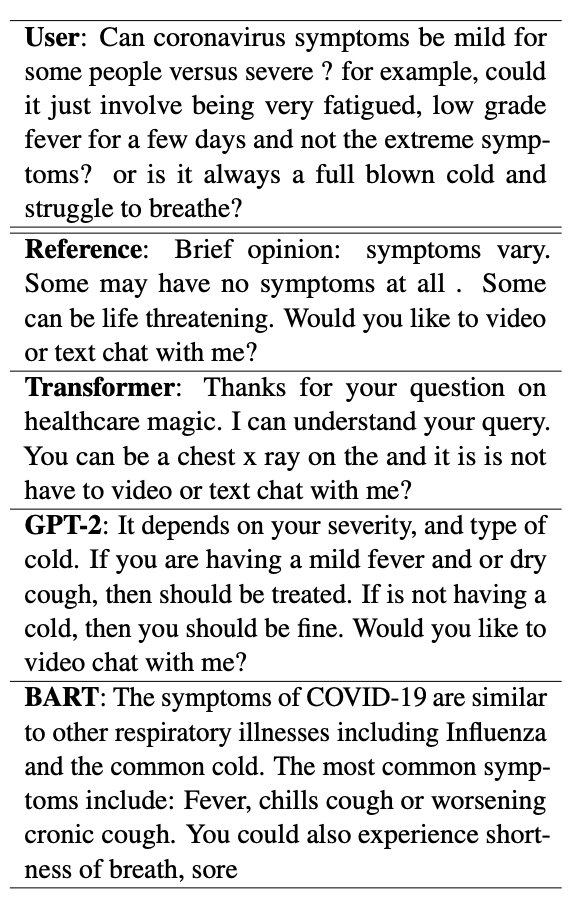 User: Can coronavirus symptoms be mild for
some people versus severe ? for example, could
it just involve being very fatigued, low grade
fever for a few days and not the extreme symp-
toms? or is it always a full blown cold and
struggle to breathe?
Reference: Brief opinion: symptoms vary.
Some may have no symptoms at all . Some
can be life threatening. Would you like to video
or text chat with me?
Transformer: Thanks for your question on
healthcare magic. I can understand your query.
You can be a chest x ray on the and it is is not
have to video or text chat with me?
GPT-2: It depends on your severity, and type of
cold. If you are having a mild fever and or dry
cough, then should be treated. If is not having a
cold, then you should be fine. Would you like to
video chat with me?
BART: The symptoms of COVID-19 are similar
to other respiratory illnesses including Influenza
and the common cold. The most common symp-
toms include: Fever, chills cough or worsening
cronic cough. You could also experience short-
ness of breath, sore